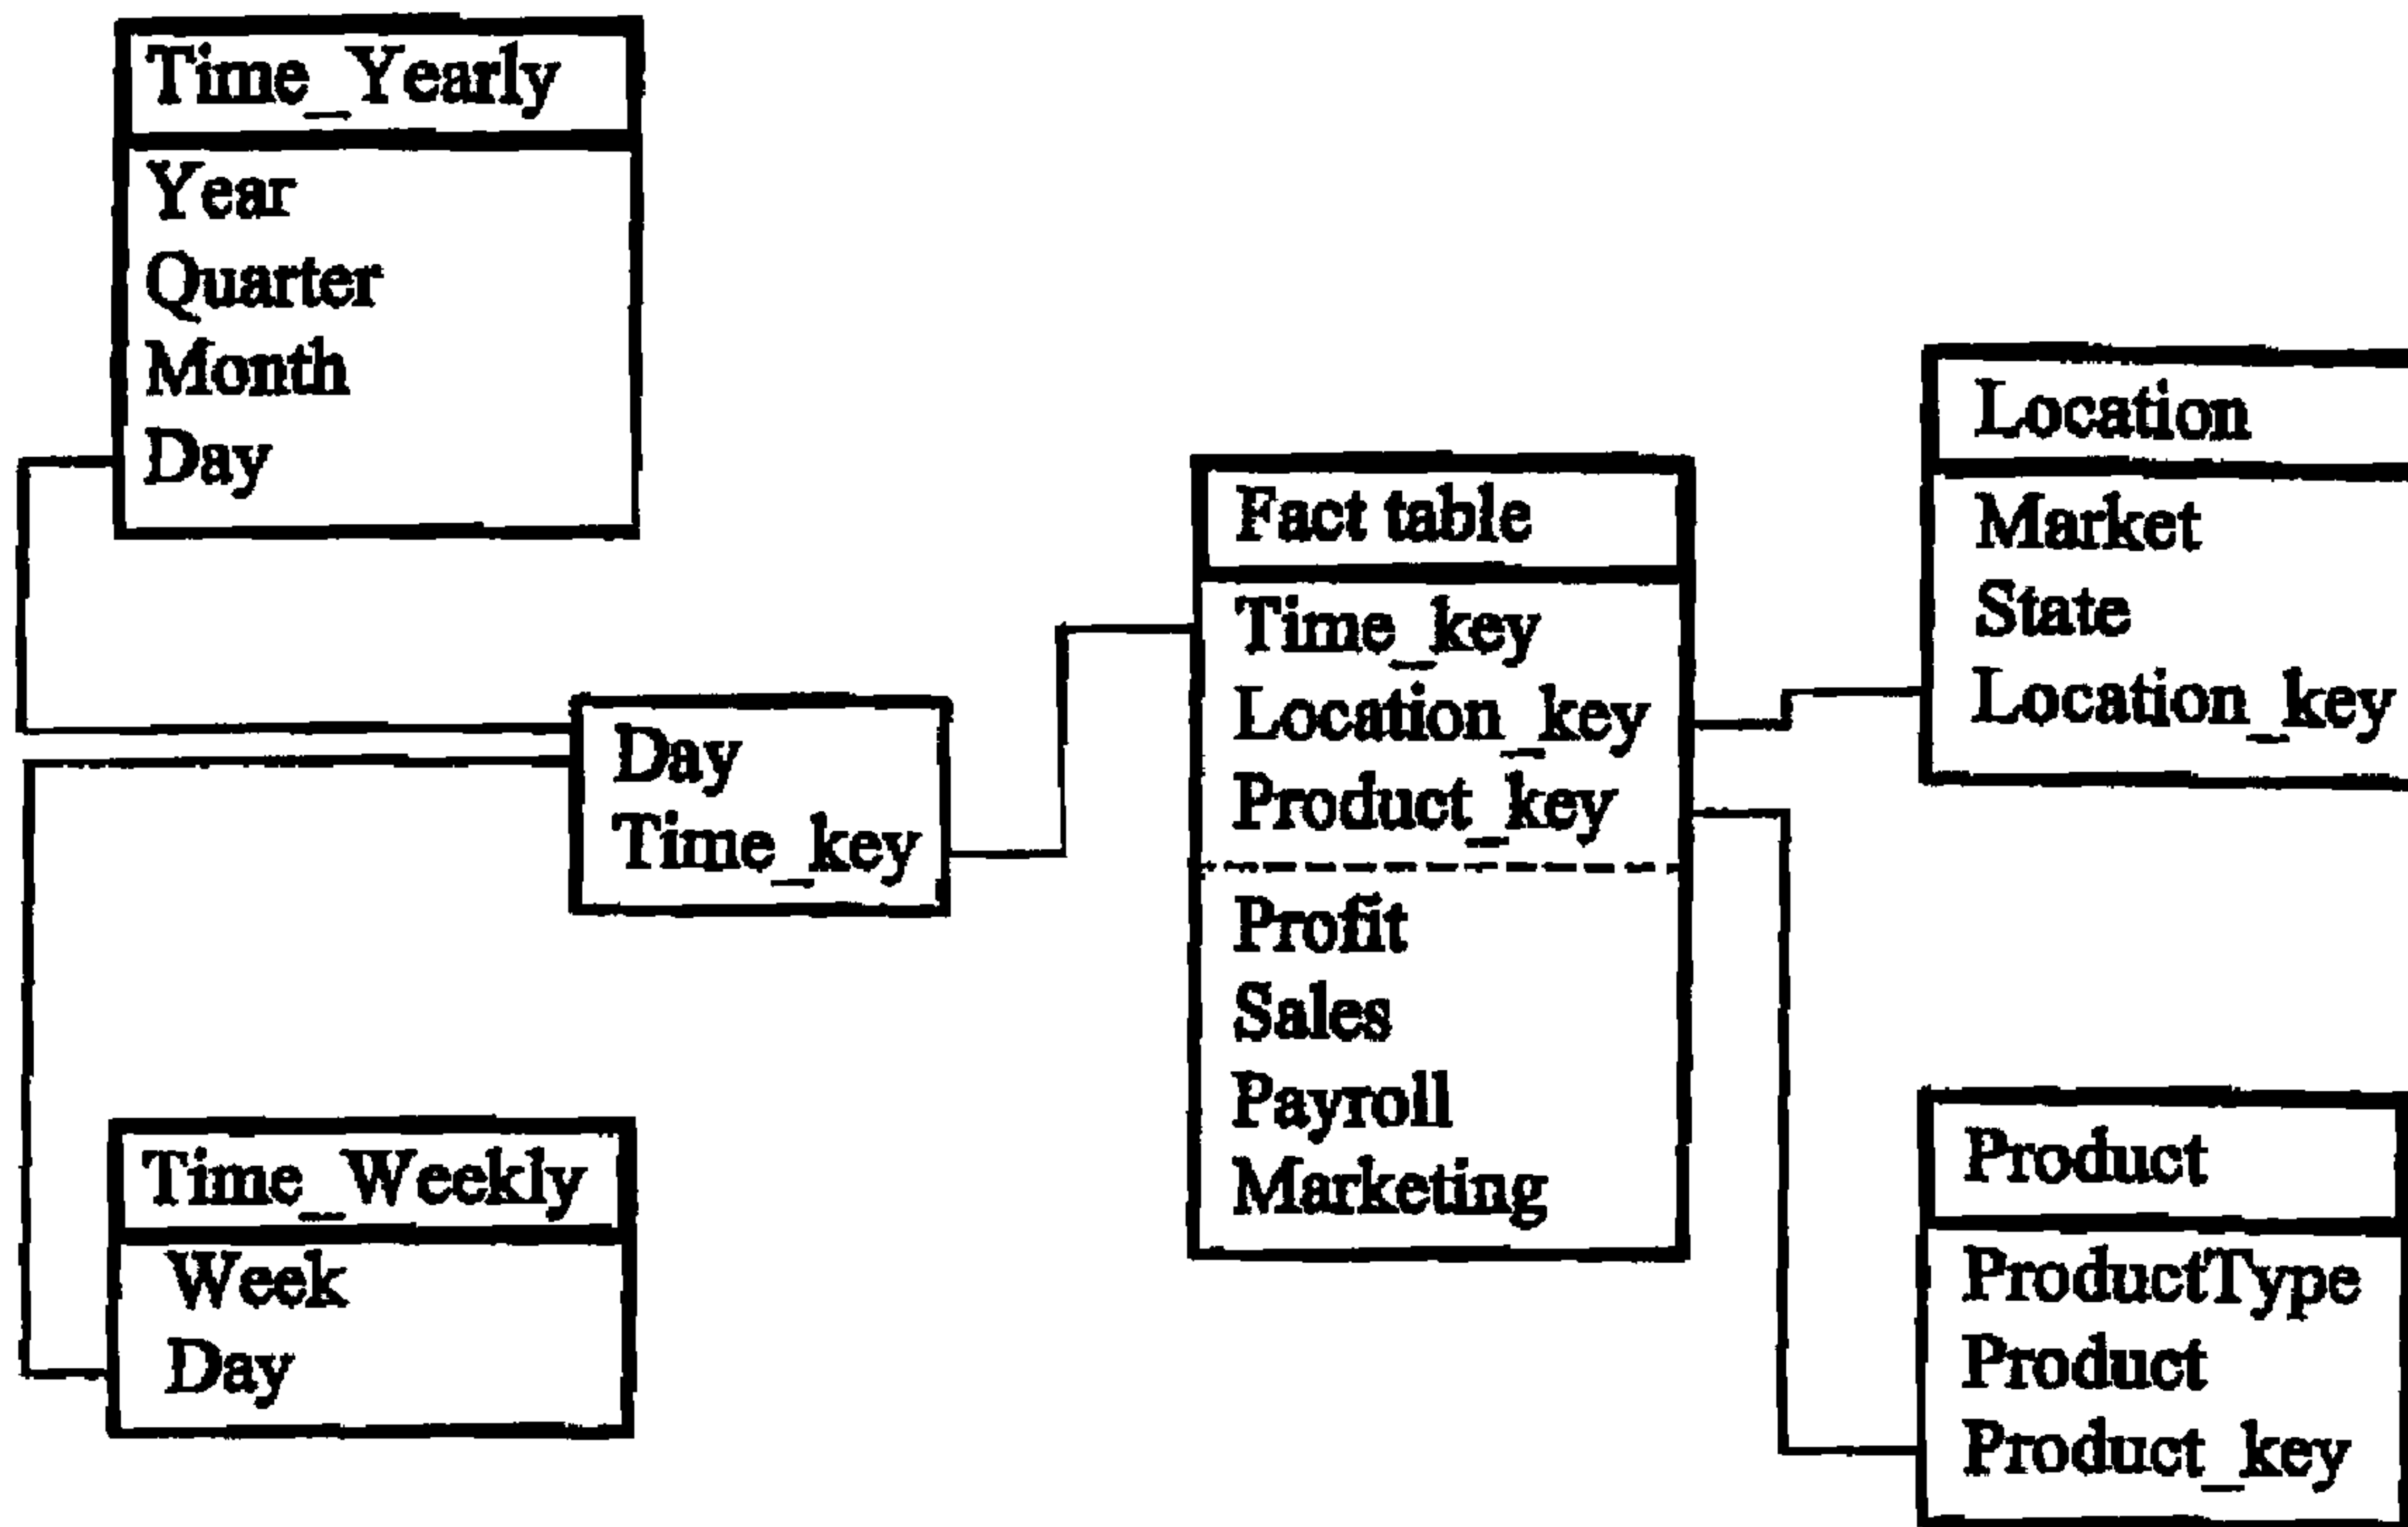 Time_Yearly
Year
Quarter
Month
Day
Day
Time_key
Time_Weekly
Week
Day
Fact table
Time_key
Location_key
Product_key
Profit
Sales
Payroll
Marketing
Location
Market
State
Location_key
Product
ProductType
Product
Product_key